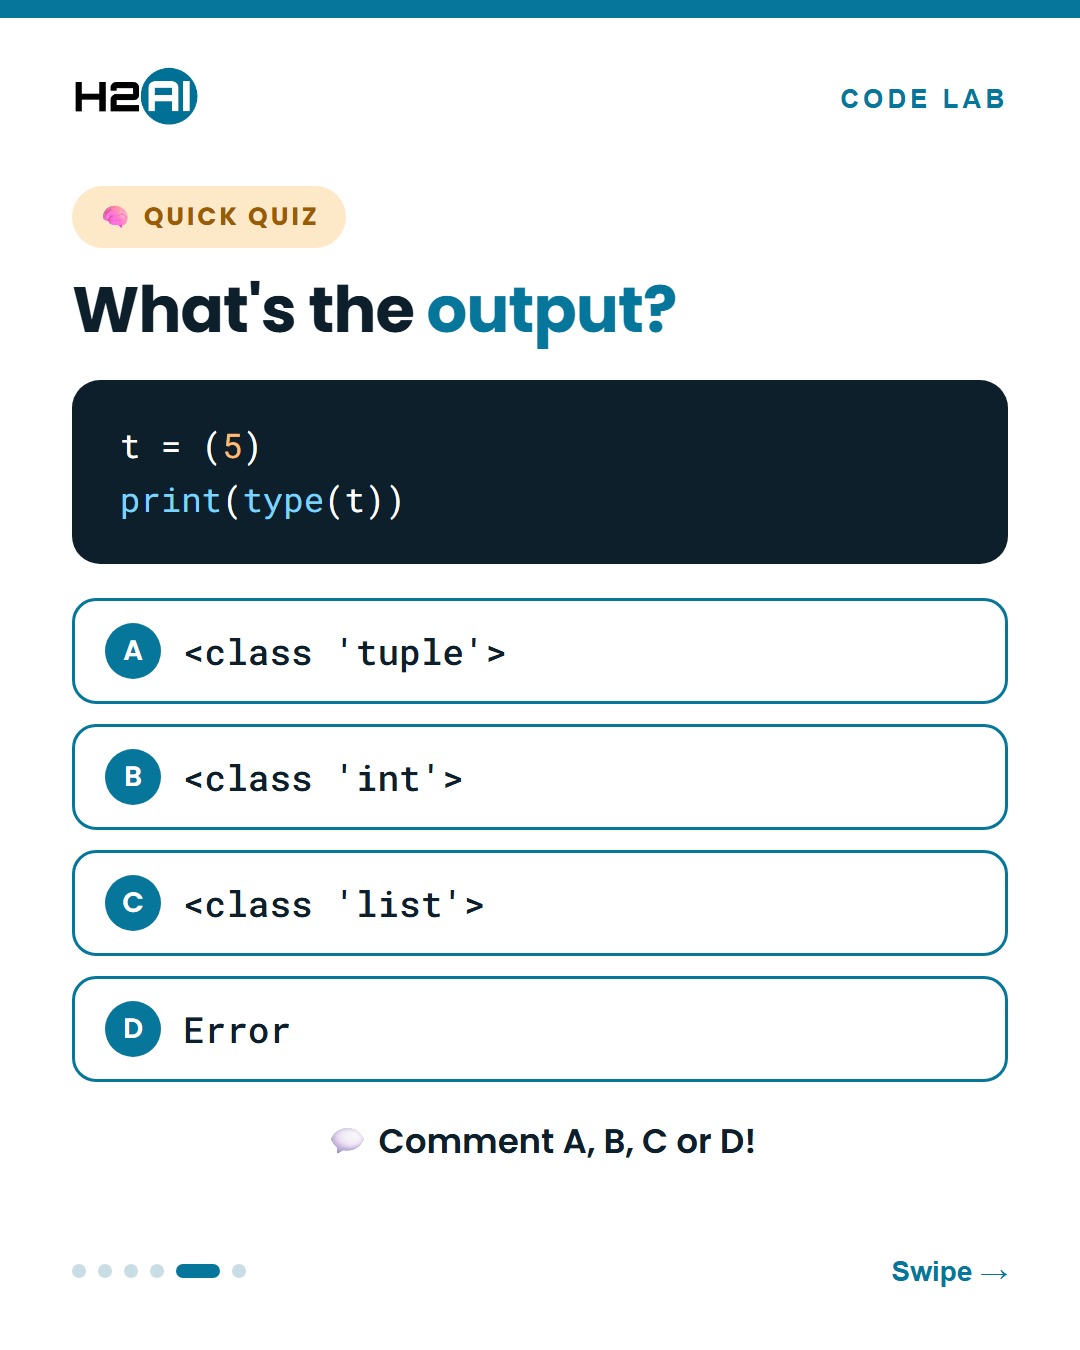 H2AI
CODE LAB
QUICK QUIZ
What's the output?
t = (5)
print(type(t))
A <class 'tuple'>
B <class 'int'>
C <class 'list'>
D Error
Comment A, B, C or D!
Swipe →